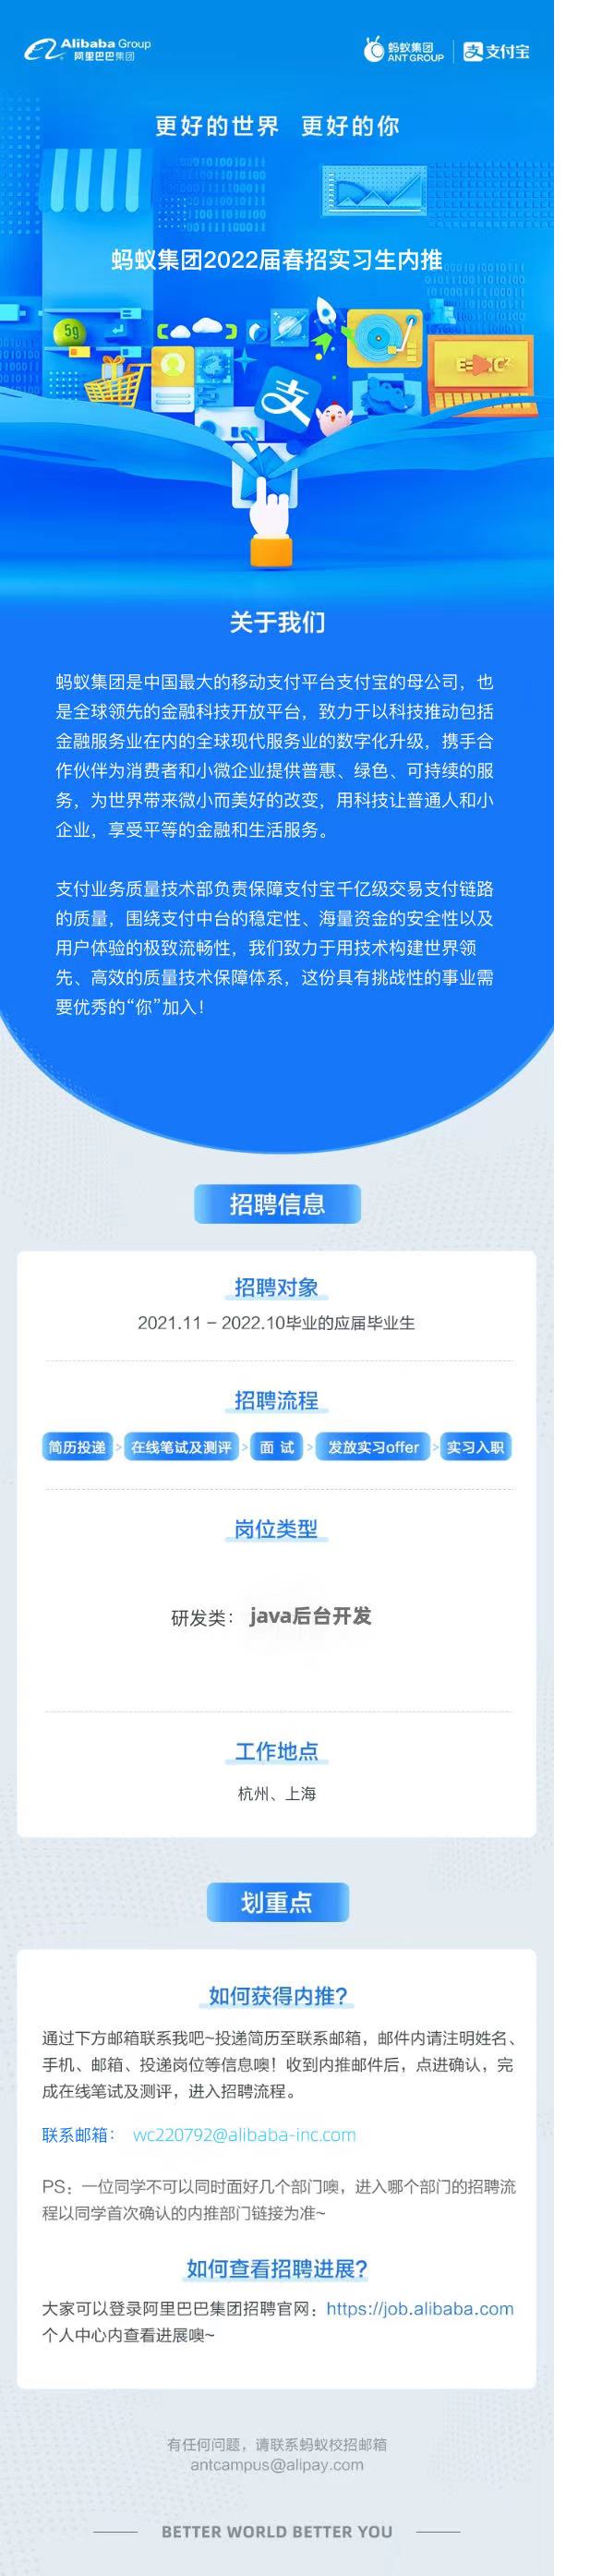 Alibaba Group
阿里巴巴集团
蚂蚁集团
ANT GROUP
支付宝
更好的世界 更好的你
蚂蚁集团2022届春招实习生内推
5g
支
关于我们
蚂蚁集团是中国最大的移动支付平台支付宝的母公司，也
是全球领先的金融科技开放平台，致力于以科技推动包括
金融服务业在内的全球现代服务业的数字化升级，携手合
作伙伴为消费者和小微企业提供普惠、绿色、可持续的服
务，为世界带来微小而美好的改变，用科技让普通人和小
企业，享受平等的金融和生活服务。
支付业务质量技术部负责保障支付宝千亿级交易支付链路
的质量，围绕支付中台的稳定性、海量资金的安全性以及
用户体验的极致流畅性，我们致力于用技术构建世界领
先、高效的质量技术保障体系，这份具有挑战性的事业需
要优秀的“你”加入！
招聘信息
招聘对象
2021.11 – 2022.10毕业的应届毕业生
招聘流程
简历投递 > 在线笔试及测评 > 面 试 > 发放实习offer > 实习入职
岗位类型
研发类： java后台开发
工作地点
杭州、上海
划重点
如何获得内推?
通过下方邮箱联系我吧~投递简历至联系邮箱，邮件内请注明姓名、
手机、邮箱、投递岗位等信息噢！收到内推邮件后，点进确认，完
成在线笔试及测评，进入招聘流程。
联系邮箱： wc220792@alibaba-inc.com
PS：一位同学不可以同时面好几个部门噢，进入哪个部门的招聘流
程以同学首次确认的内推部门链接为准~
如何查看招聘进展?
大家可以登录阿里巴巴集团招聘官网：https://job.alibaba.com
个人中心内查看进展噢~
有任何问题，请联系蚂蚁校招邮箱
antcampus@alipay.com
BETTER WORLD BETTER YOU